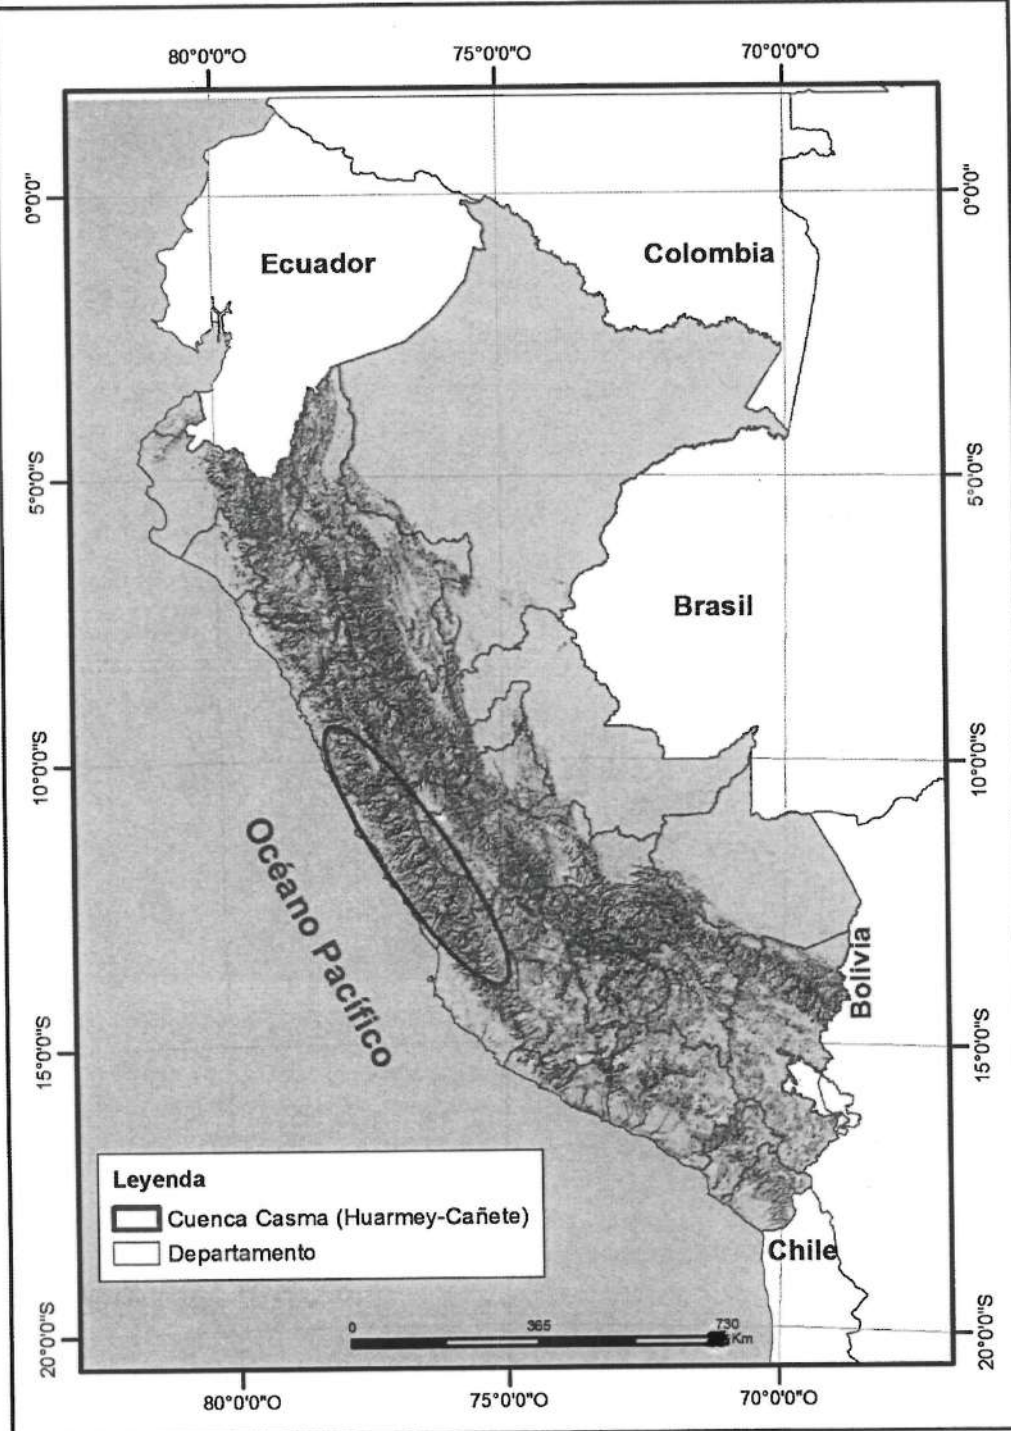 80°0'0"O 75°0'0"O 70°0'0"O
0°0'0" 0°0'0"
Ecuador
Colombia
5°0'0"S 5°0'0"S
Brasil
10°0'0"S 10°0'0"S
Océano Pacífico
Bolivia
15°0'0"S 15°0'0"S
Leyenda
Cuenca Casma (Huarmey-Cañete)
Departamento
Chile
0 365 730
Km
20°0'0"S 20°0'0"S
80°0'0"O 75°0'0"O 70°0'0"O